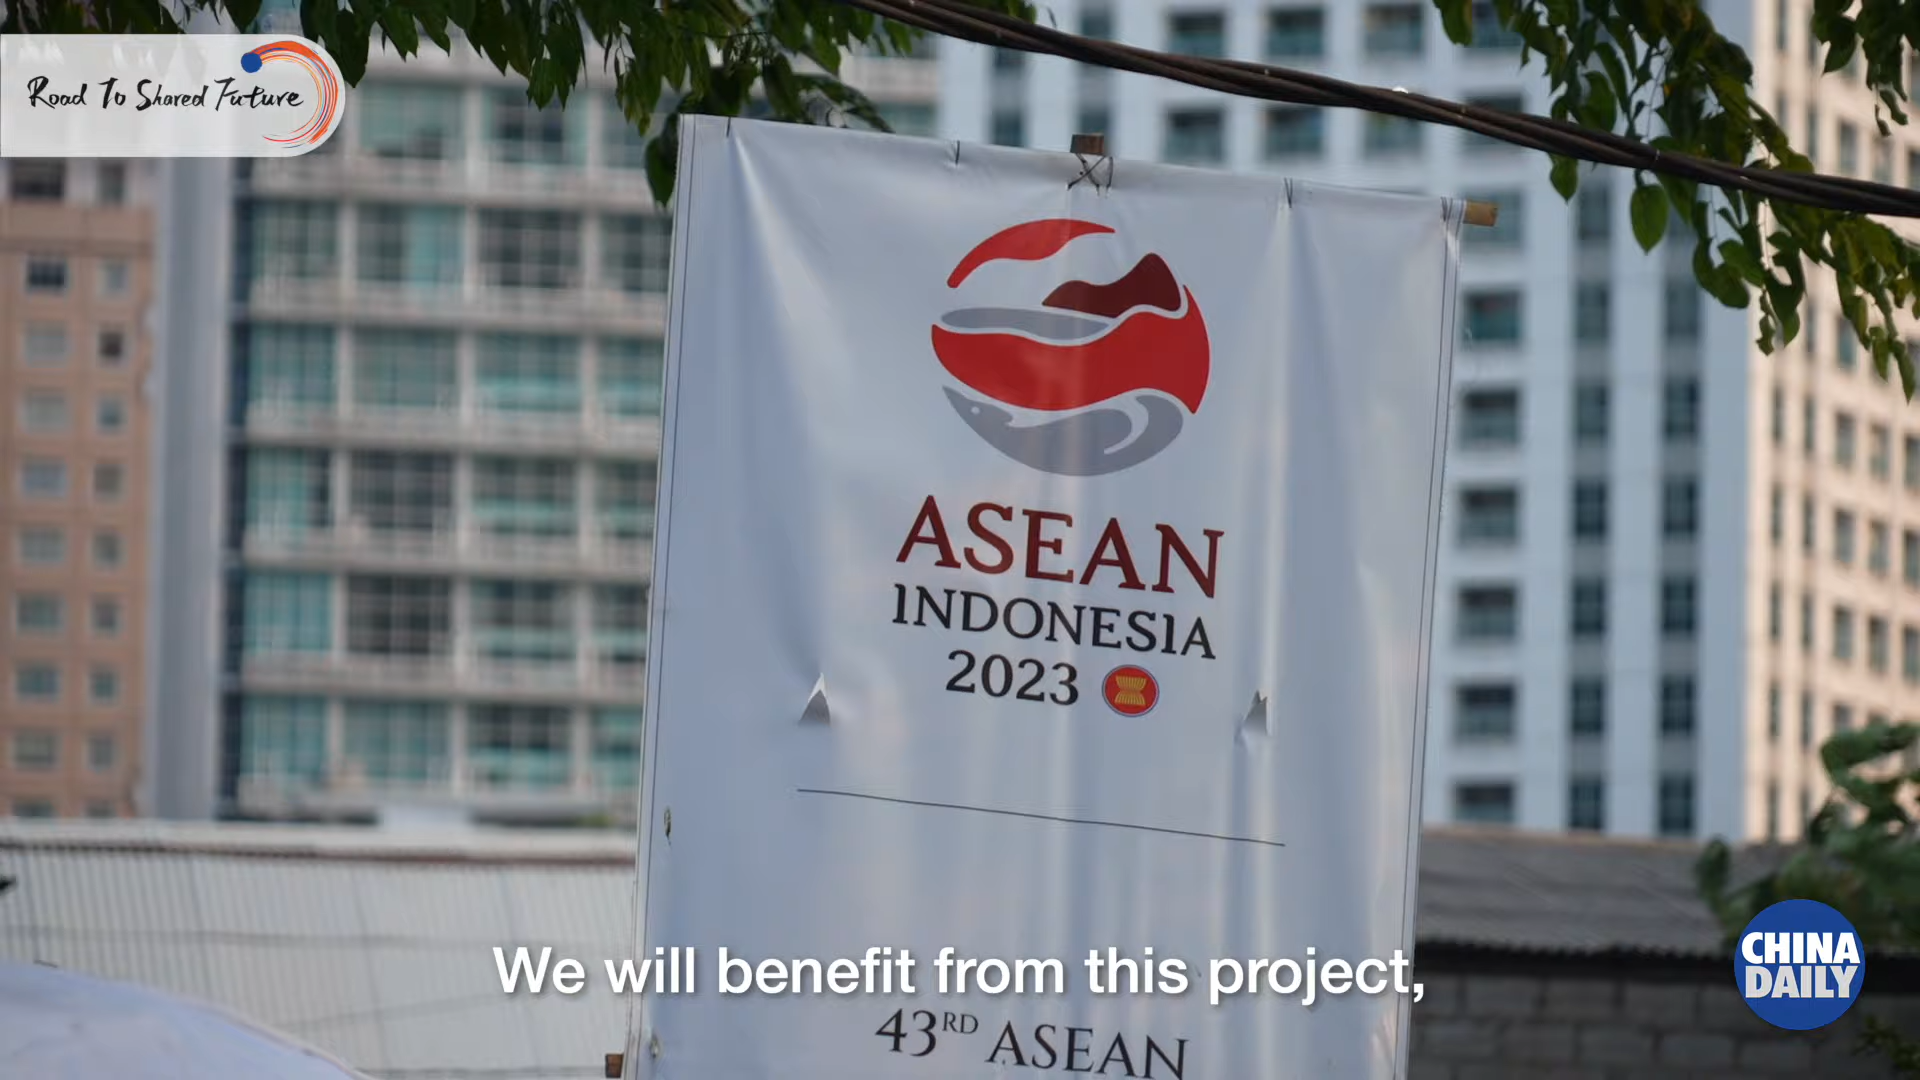 Road To Shared Future
ASEAN
INDONESIA
2023
We will benefit from this project,
43RD ASEAN
CHINA
DAILY